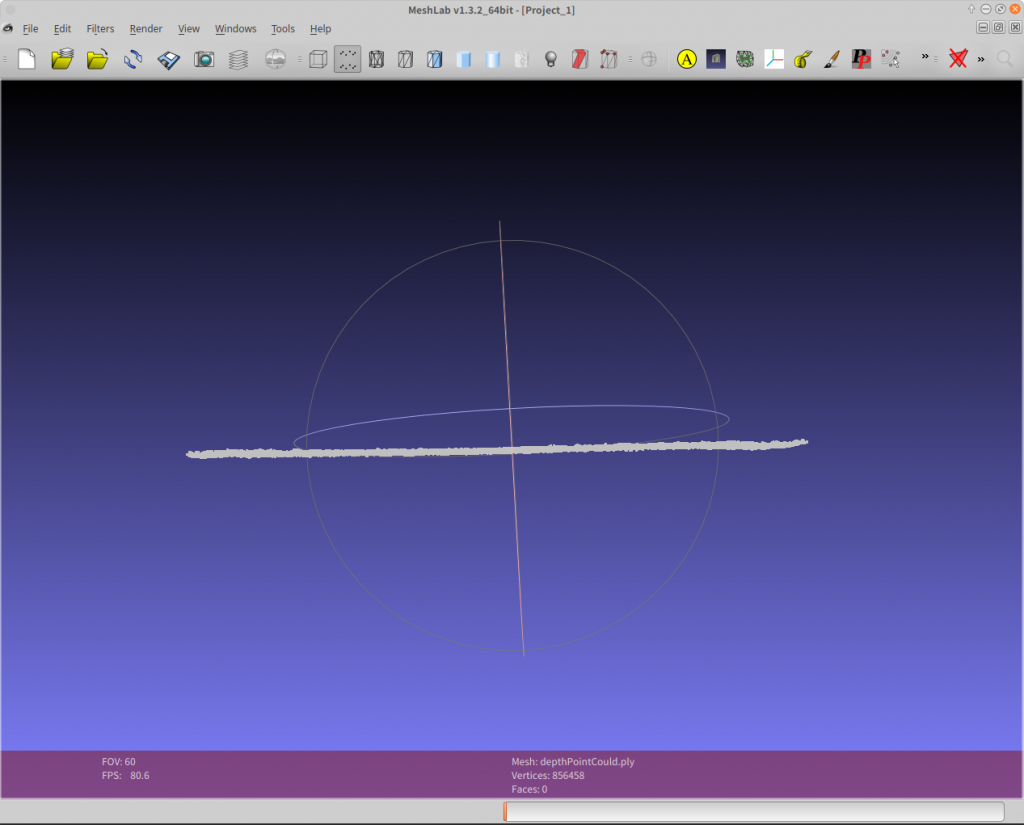 MeshLab v1.3.2_64bit - [Project_1]
File Edit Filters Render View Windows Tools Help
A
Pp
» »
FOV: 60
FPS: 80.6
Mesh: depthPointCould.ply
Vertices: 856458
Faces: 0